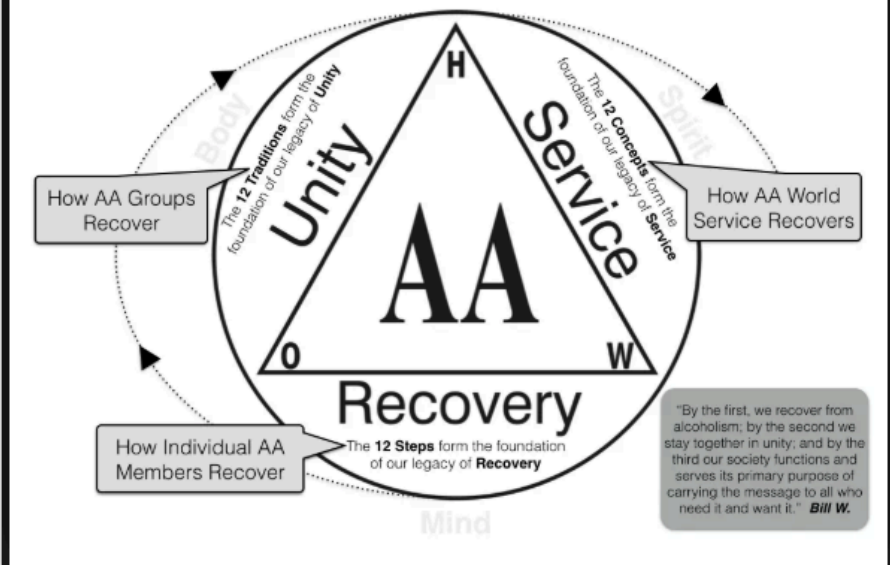 H
Body
Spirit
The 12 Traditions form the
foundation of our legacy of Unity
Unity
Service
The 12 Concepts form the
foundation of our legacy of Service
How AA Groups
Recover
How AA World
Service Recovers
AA
O
W
Recovery
The 12 Steps form the foundation
of our legacy of Recovery
How Individual AA
Members Recover
"By the first, we recover from
alcoholism; by the second we
stay together in unity; and by the
third our society functions and
serves its primary purpose of
carrying the message to all who
need it and want it." Bill W.
Mind